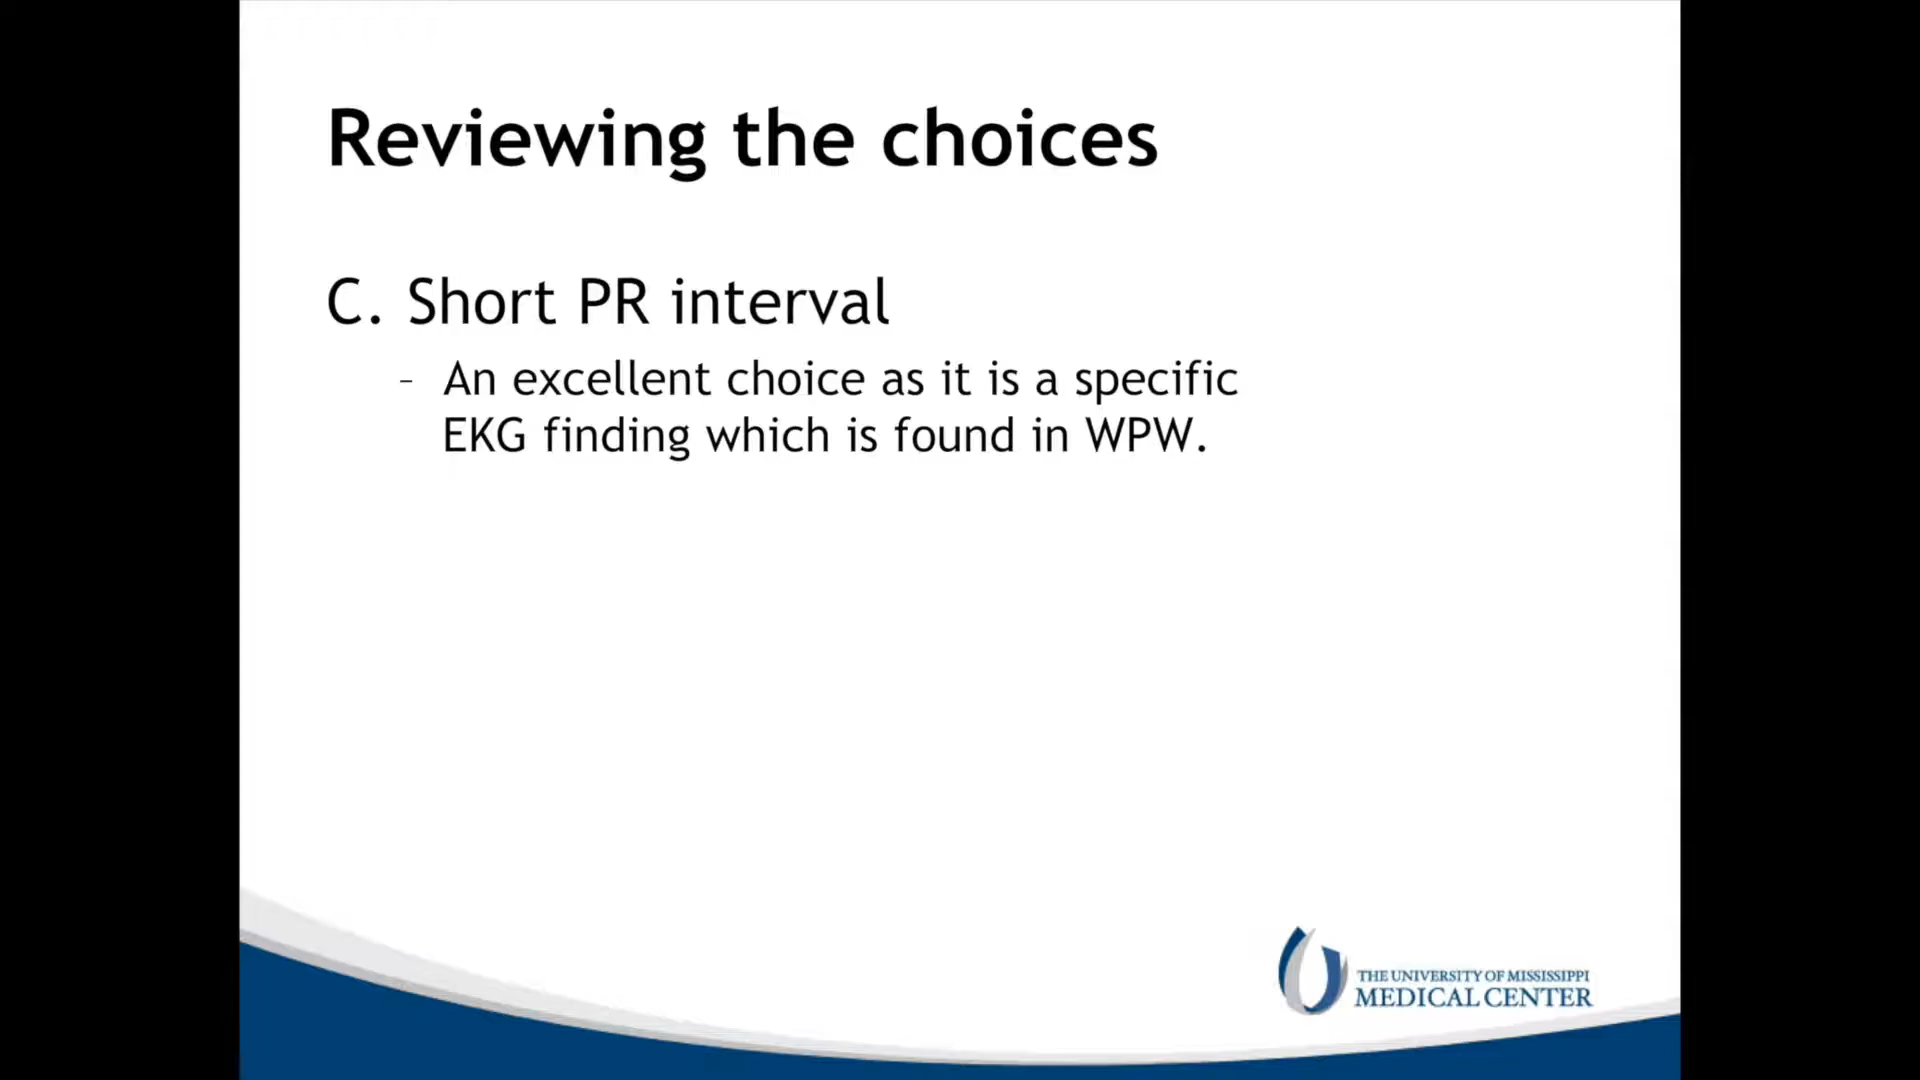 Reviewing the choices
C. Short PR interval
- An excellent choice as it is a specific
EKG finding which is found in WPW.
THE UNIVERSITY OF MISSISSIPPI
MEDICAL CENTER